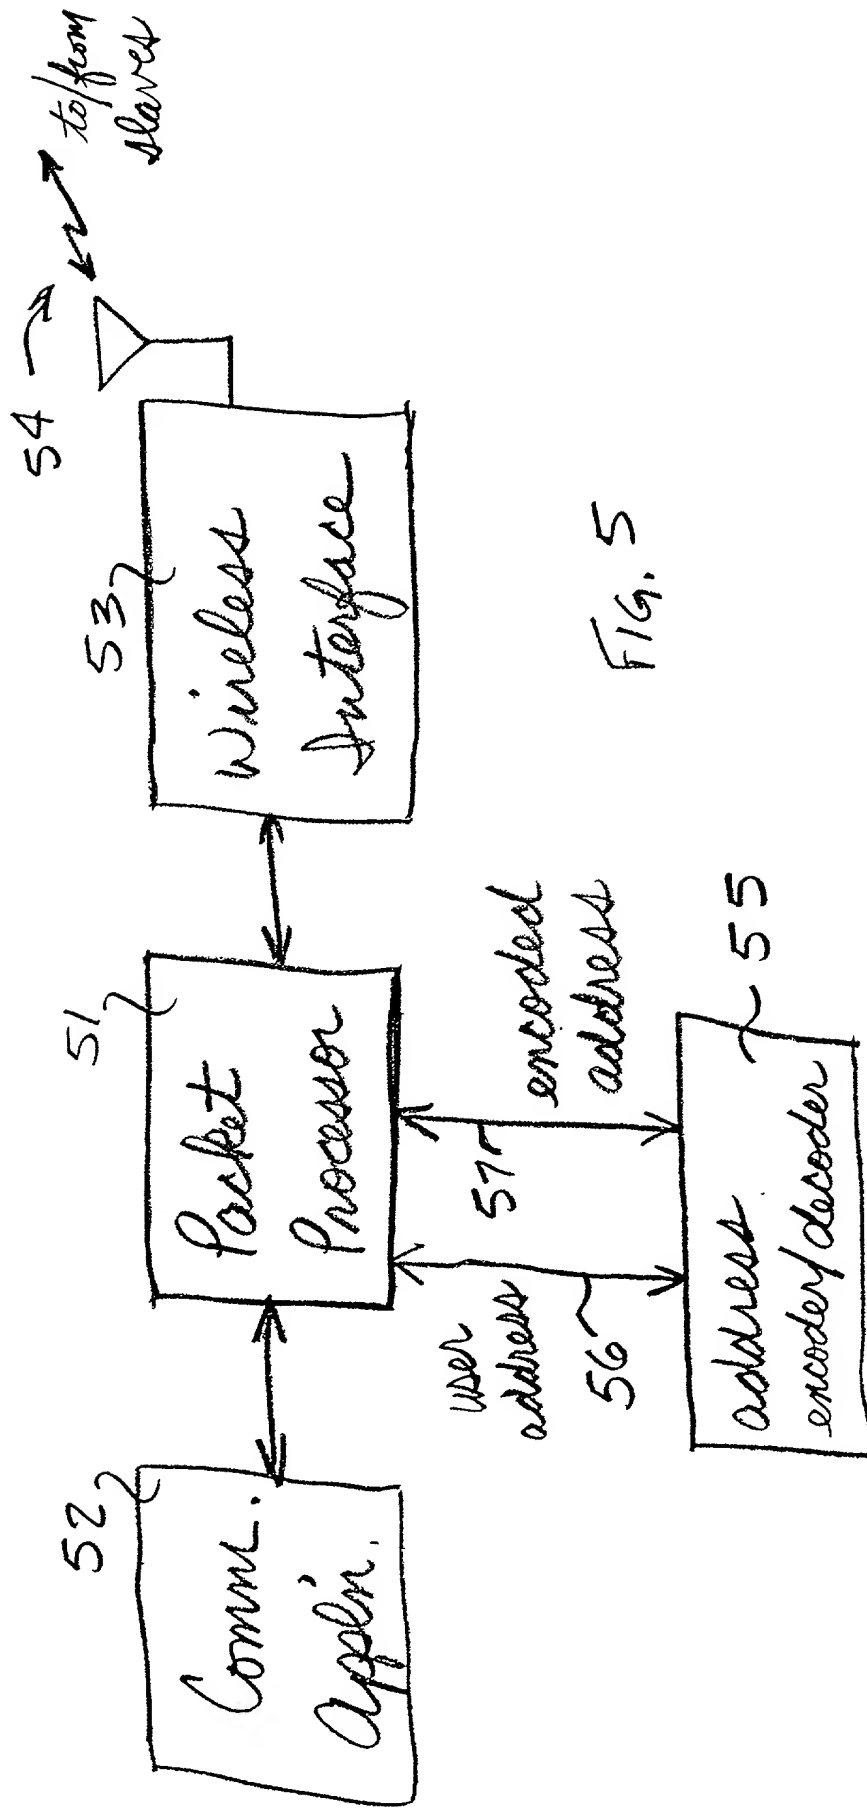 54
to/from
slaves
52
Comm.
Appl'n.
51
Packet
Processor
53
Wireless
Interface
user
address
56
57
encoded
address
address
encoder/decoder
55
FIG. 5